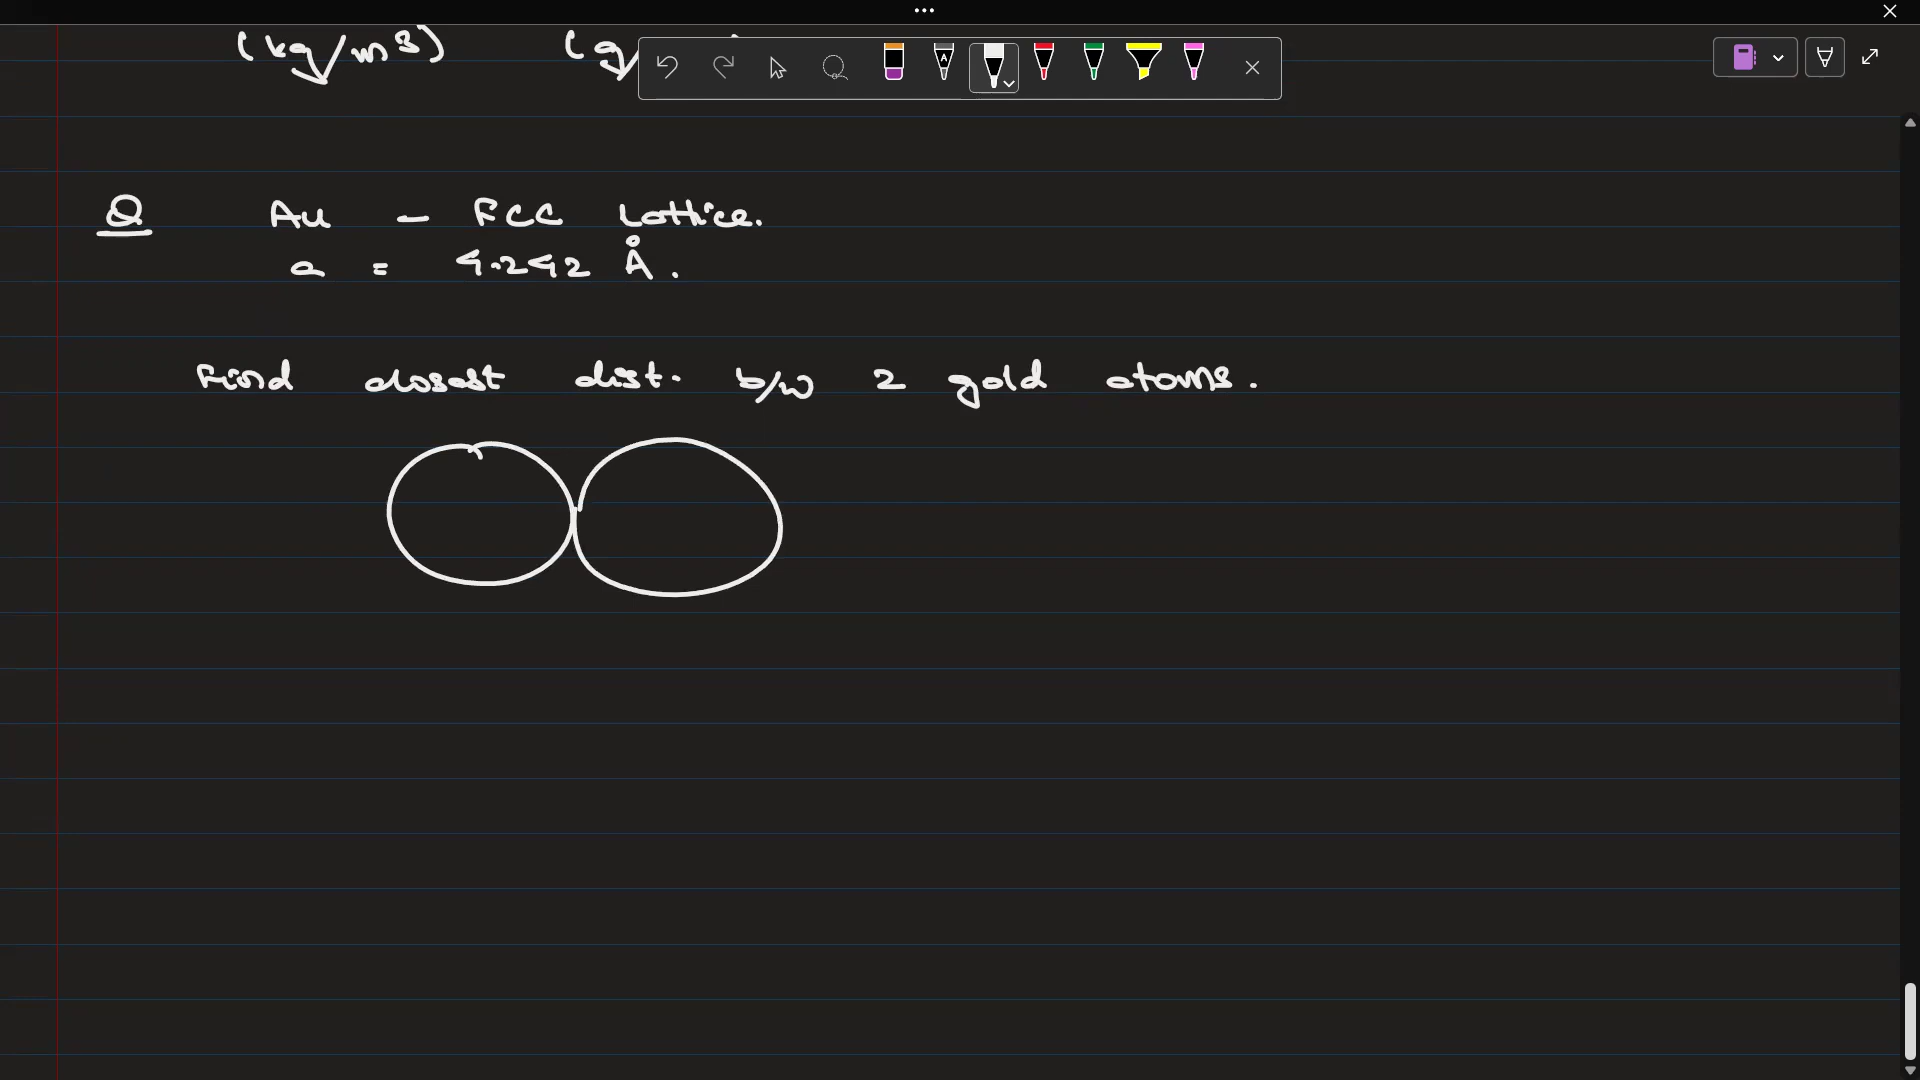 (kg/m3) (g/
Q Au - FCC Lattice.
a = 4.242 Å.
Find closest dist. b/w 2 gold atoms.